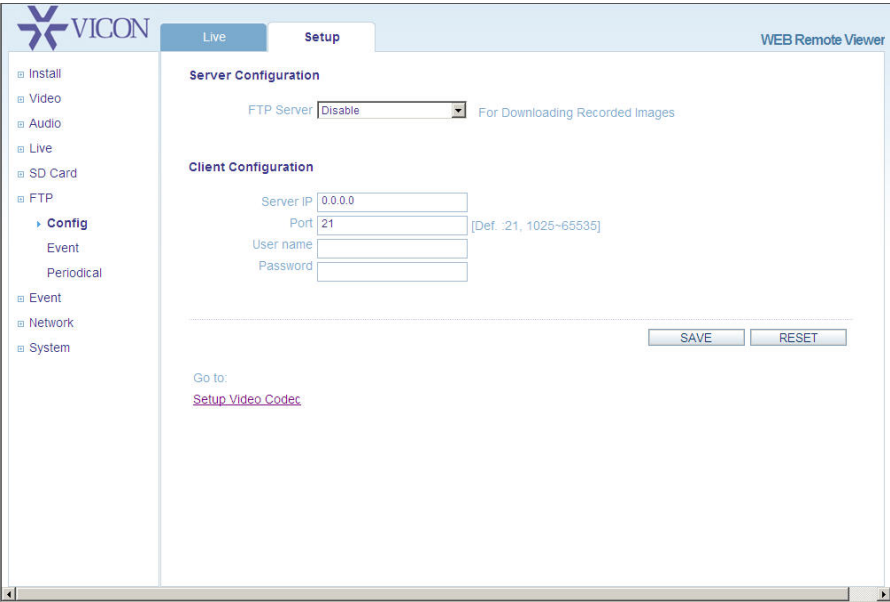 VICON
Live
Setup
WEB Remote Viewer
Install
Video
Audio
Live
SD Card
FTP
Config
Event
Periodical
Event
Network
System
Server Configuration
FTP Server Disable For Downloading Recorded Images
Client Configuration
Server IP 0.0.0.0
Port 21 [Def. :21, 1025~65535]
User name
Password
SAVE RESET
Go to:
Setup Video Codec